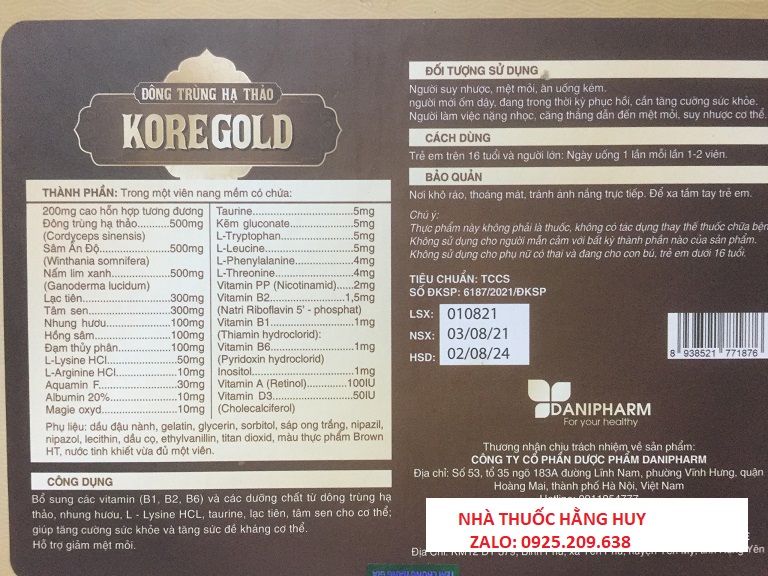 ĐÔNG TRÙNG HẠ THẢO
KOREGOLD
THÀNH PHẦN: Trong một viên nang mềm có chứa:
200mg cao hỗn hợp tương đương
Đông trùng hạ thảo..........500mg
(Cordyceps sinensis)
Sâm Ấn Độ......................500mg
(Winthania somnifera)
Nấm lim xanh..................500mg
(Ganoderma lucidum)
Lạc tiên............................300mg
Tâm sen..........................300mg
Nhung hươu....................100mg
Hồng sâm........................100mg
Đạm thủy phân................100mg
L-Lysine HCl......................50mg
L-Arginine HCl...................10mg
Aquamin F........................30mg
Albumin 20%....................10mg
Magie oxyd.......................10mg
Taurine.............................5mg
Kẽm gluconate.................5mg
L-Tryptophan....................5mg
L-Leucine.........................5mg
L-Phenylalanine................4mg
L-Threonine......................4mg
Vitamin PP (Nicotinamid).....2mg
Vitamin B2.....................1,5mg
(Natri Riboflavin 5' - phosphat)
Vitamin B1........................1mg
(Thiamin hydroclorid):
Vitamin B6........................1mg
(Pyridoxin hydroclorid)
Inositol.............................1mg
Vitamin A (Retinol)..........100IU
Vitamin D3......................50IU
(Cholecalciferol)
Phụ liệu: dầu đậu nành, gelatin, glycerin, sorbitol, sáp ong trắng, nipazil,
nipazol, lecithin, dầu cọ, ethylvanillin, titan dioxid, màu thực phẩm Brown
HT, nước tinh khiết vừa đủ một viên.
CÔNG DỤNG
Bổ sung các vitamin (B1, B2, B6) và các dưỡng chất từ đông trùng hạ
thảo, nhung hươu, L - Lysine HCL, taurine, lạc tiên, tâm sen cho cơ thể;
giúp tăng cường sức khỏe và tăng sức đề kháng cơ thể.
Hỗ trợ giảm mệt mỏi.
ĐỐI TƯỢNG SỬ DỤNG
Người suy nhược, mệt mỏi, ăn uống kém.
người mới ốm dậy, đang trong thời kỳ phục hồi, cần tăng cường sức khỏe.
Người làm việc nặng nhọc, căng thẳng dẫn đến mệt mỏi, suy nhược cơ thể.
CÁCH DÙNG
Trẻ em trên 16 tuổi và người lớn: Ngày uống 1 lần mỗi lần 1-2 viên.
BẢO QUẢN
Nơi khô ráo, thoáng mát, tránh ánh nắng trực tiếp. Để xa tầm tay trẻ em.
Chú ý:
Thực phẩm này không phải là thuốc, không có tác dụng thay thế thuốc chữa bện
Không sử dụng cho người mẫn cảm với bất kỳ thành phần nào của sản phẩm.
Không sử dụng cho phụ nữ có thai và đang cho con bú, trẻ em dưới 16 tuổi.
TIÊU CHUẨN: TCCS
SỐ ĐKSP: 6187/2021/ĐKSP
LSX: 010821
NSX: 03/08/21
HSD: 02/08/24
8 938521 771876
DANIPHARM
For your healthy
Thương nhân chịu trách nhiệm về sản phẩm:
CÔNG TY CỔ PHẦN DƯỢC PHẨM DANIPHARM
Địa chỉ: Số 53, tổ 35 ngõ 183A đường Lĩnh Nam, phường Vĩnh Hưng, quận
Hoàng Mai, thành phố Hà Nội, Việt Nam
NHÀ THUỐC HẰNG HUY
ZALO: 0925.209.638